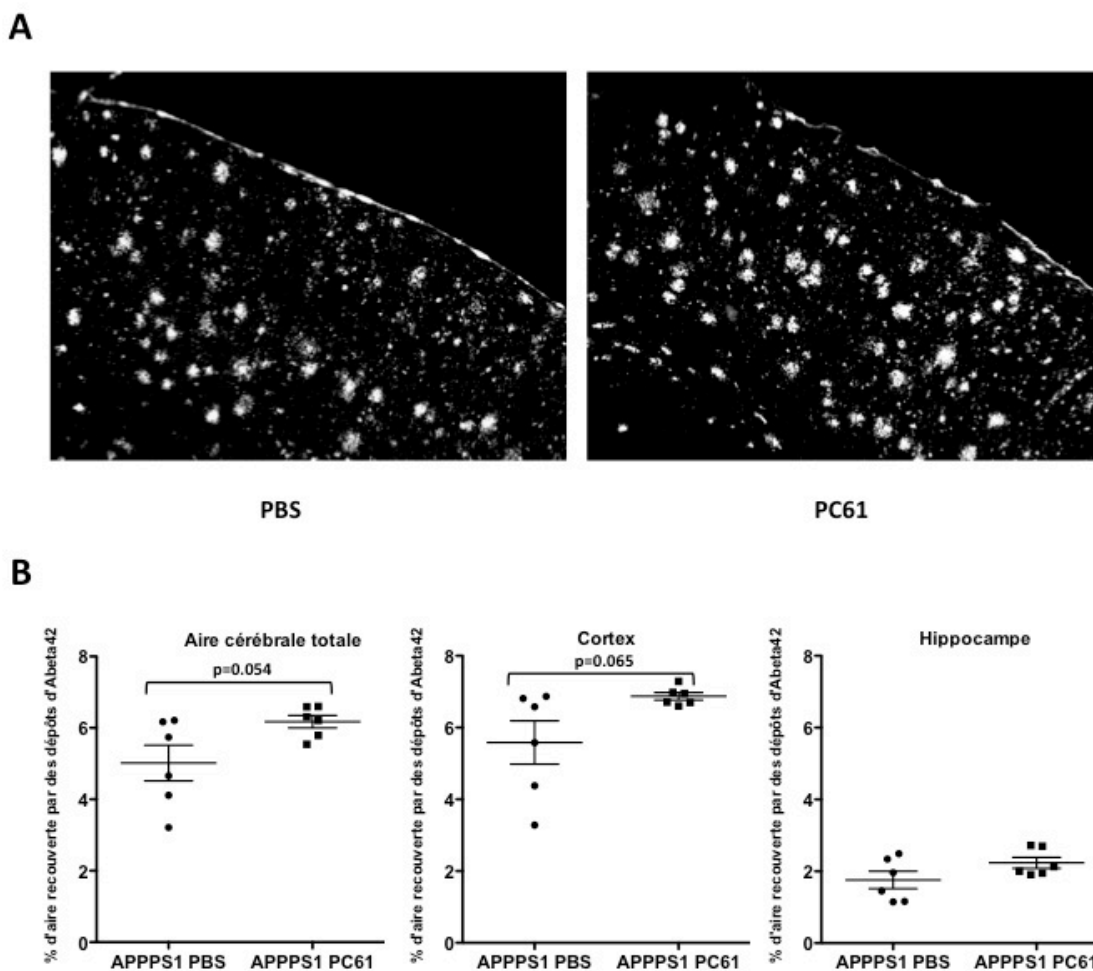 A
PBS
PC61
B
% d'aire recouverte par des dépôts d'Abeta42
Aire cérébrale totale
p=0.054
8
6
4
2
0
APPPS1 PBS
APPPS1 PC61
% d'aire recouverte par des dépôts d'Abeta42
Cortex
p=0.065
8
6
4
2
0
APPPS1 PBS
APPPS1 PC61
% d'aire recouverte par des dépôts d'Abeta42
Hippocampe
8
6
4
2
0
APPPS1 PBS
APPPS1 PC61